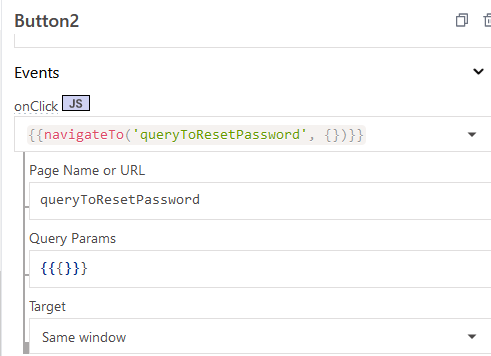 Button2
Events
onClick JS
{{navigateTo('queryToResetPassword', {})}}
Page Name or URL
queryToResetPassword
Query Params
{{{}}}
Target
Same window